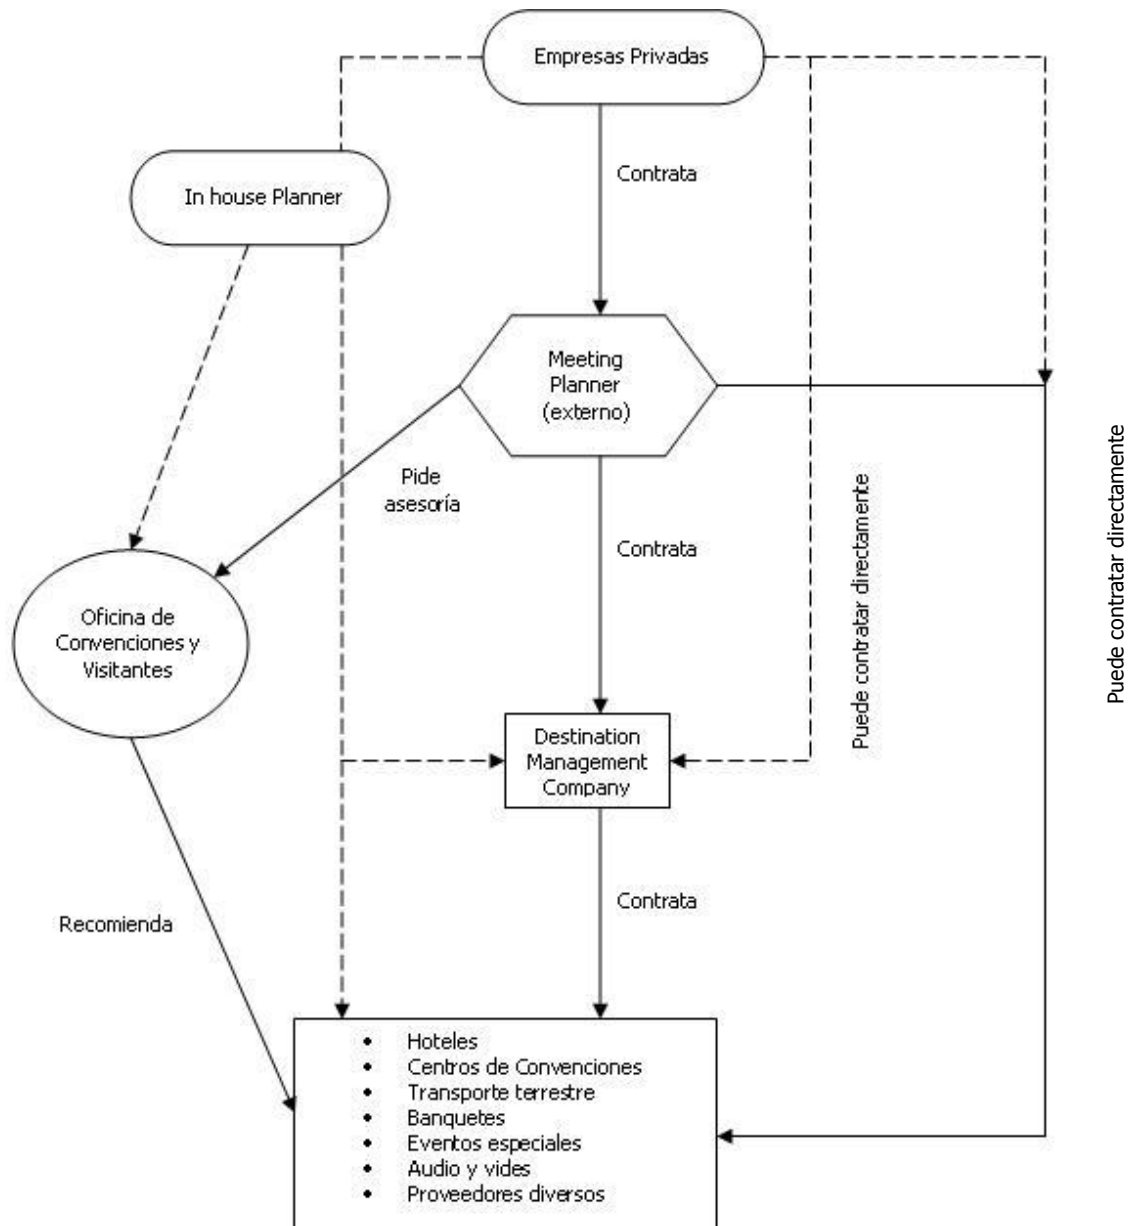 Empresas Privadas
Contrata
In house Planner
Meeting
Planner
(externo)
Pide
asesoría
Contrata
Puede contratar directamente
Puede contratar directamente
Oficina de
Convenciones y
Visitantes
Destination
Management
Company
Recomienda
Contrata
• Hoteles
• Centros de Convenciones
• Transporte terrestre
• Banquetes
• Eventos especiales
• Audio y vides
• Proveedores diversos